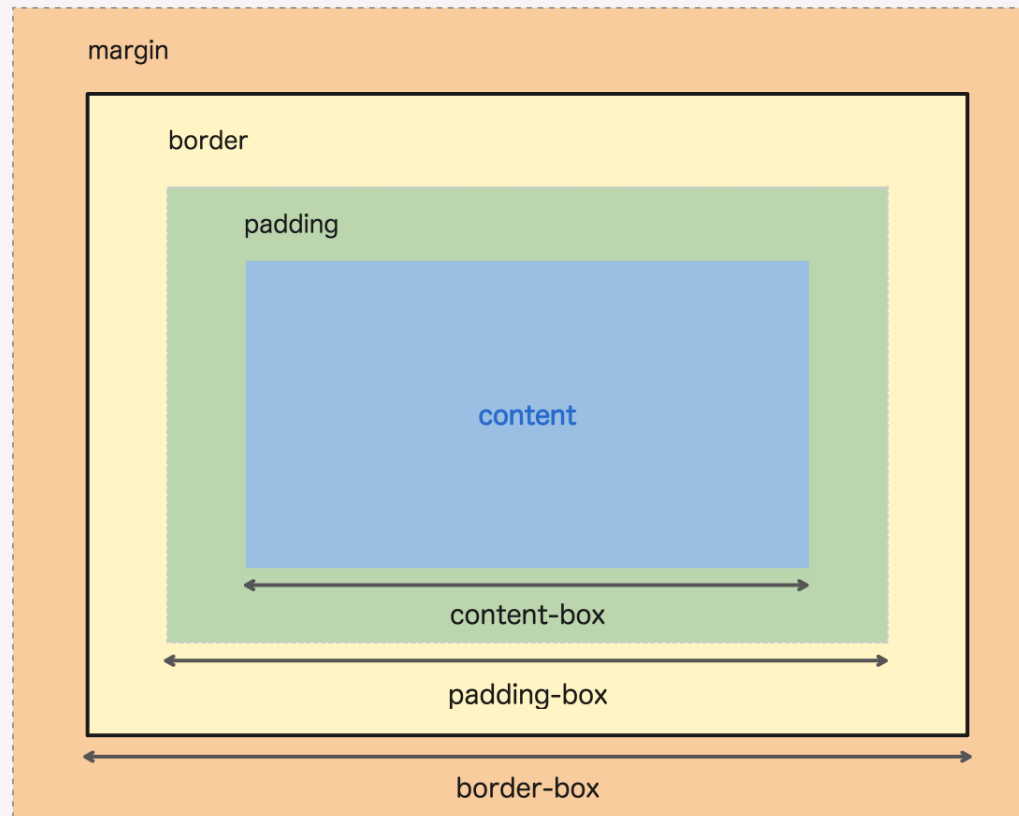 margin
border
padding
content
content-box
padding-box
border-box